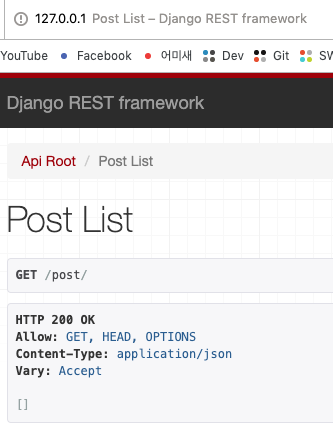 127.0.0.1 Post List – Django REST framework
YouTube Facebook 어미새 Dev Git SW
Django REST framework
Api Root / Post List
Post List
GET /post/
HTTP 200 OK
Allow: GET, HEAD, OPTIONS
Content-Type: application/json
Vary: Accept
[]